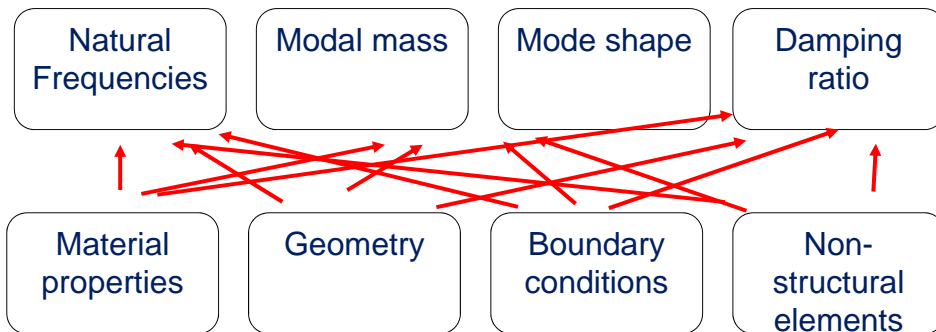 Natural
Frequencies
Modal mass
Mode shape
Damping
ratio
Material
properties
Geometry
Boundary
conditions
Non-
structural
elements